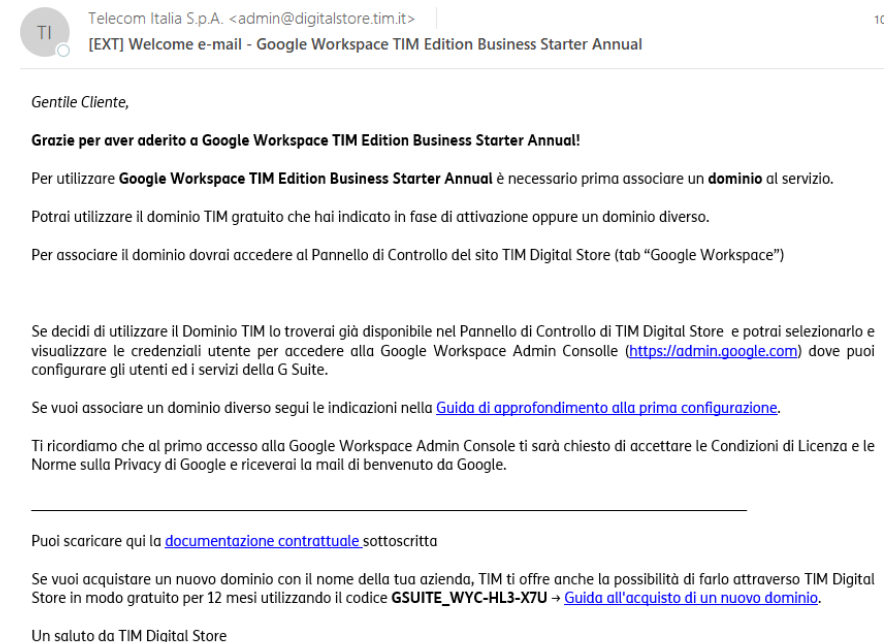 TI
Telecom Italia S.p.A. <admin@digitalstore.tim.it>
10
[EXT] Welcome e-mail - Google Workspace TIM Edition Business Starter Annual
Gentile Cliente,
Grazie per aver aderito a Google Workspace TIM Edition Business Starter Annual!
Per utilizzare Google Workspace TIM Edition Business Starter Annual è necessario prima associare un dominio al servizio.
Potrai utilizzare il dominio TIM gratuito che hai indicato in fase di attivazione oppure un dominio diverso.
Per associare il dominio dovrai accedere al Pannello di Controllo del sito TIM Digital Store (tab “Google Workspace”)
Se decidi di utilizzare il Dominio TIM lo troverai già disponibile nel Pannello di Controllo di TIM Digital Store e potrai selezionarlo e
visualizzare le credenziali utente per accedere alla Google Workspace Admin Consolle (https://admin.google.com) dove puoi
configurare gli utenti ed i servizi della G Suite.
Se vuoi associare un dominio diverso segui le indicazioni nella Guida di approfondimento alla prima configurazione.
Ti ricordiamo che al primo accesso alla Google Workspace Admin Console ti sarà chiesto di accettare le Condizioni di Licenza e le
Norme sulla Privacy di Google e riceverai la mail di benvenuto da Google.
Puoi scaricare qui la documentazione contrattuale sottoscritta
Se vuoi acquistare un nuovo dominio con il nome della tua azienda, TIM ti offre anche la possibilità di farlo attraverso TIM Digital
Store in modo gratuito per 12 mesi utilizzando il codice GSUITE_WYC-HL3-X7U → Guida all'acquisto di un nuovo dominio.
Un saluto da TIM Digital Store